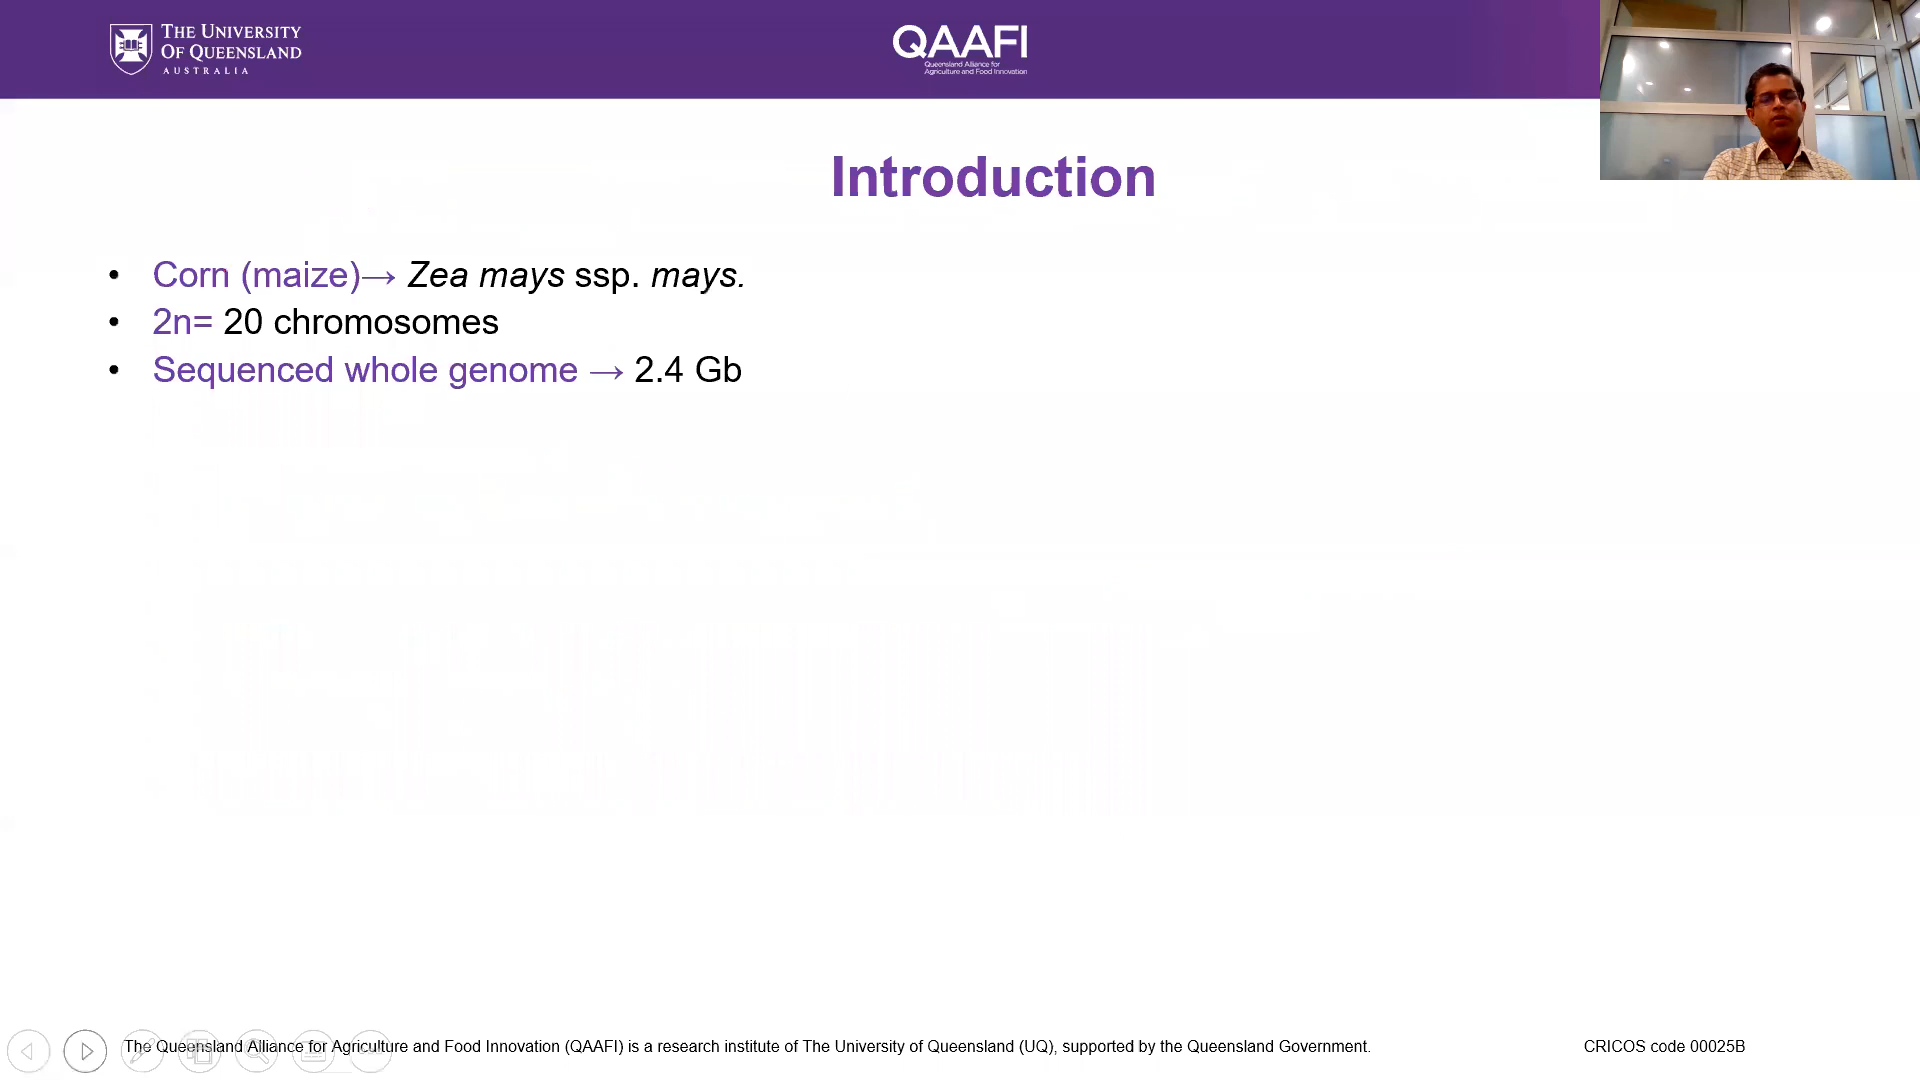 THE UNIVERSITY
OF QUEENSLAND
AUSTRALIA
QAAFI
Queensland Alliance for
Agriculture and Food Innovation
Introduction
• Corn (maize)→ Zea mays ssp. mays.
• 2n= 20 chromosomes
• Sequenced whole genome → 2.4 Gb
The Queensland Alliance for Agriculture and Food Innovation (QAAFI) is a research institute of The University of Queensland (UQ), supported by the Queensland Government.
CRICOS code 00025B